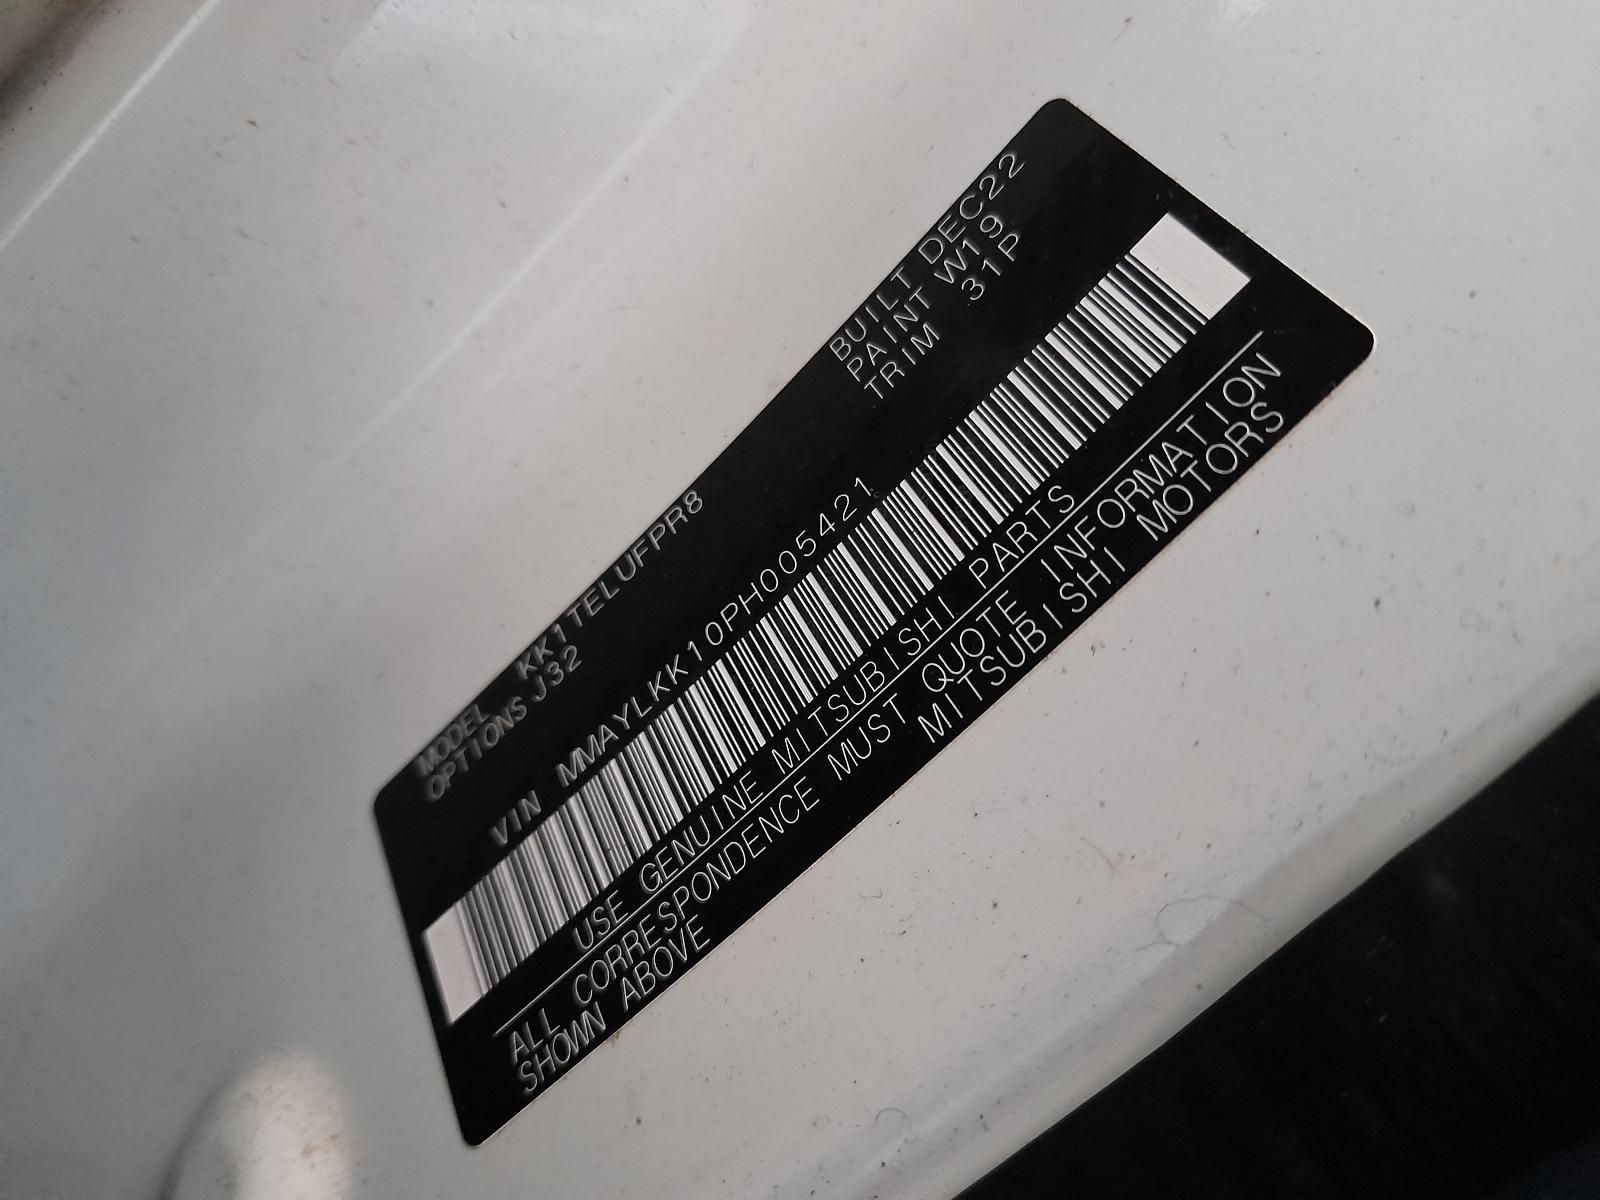 MODEL KK1TELUFPR8 BUILT DEC22
OPTIONS J32 PAINT W19
TRIM 31P
VIN MMAYLKK10PH005421
USE GENUINE MITSUBISHI PARTS
ALL CORRESPONDENCE MUST QUOTE INFORMATION
SHOWN ABOVE MITSUBISHI MOTORS